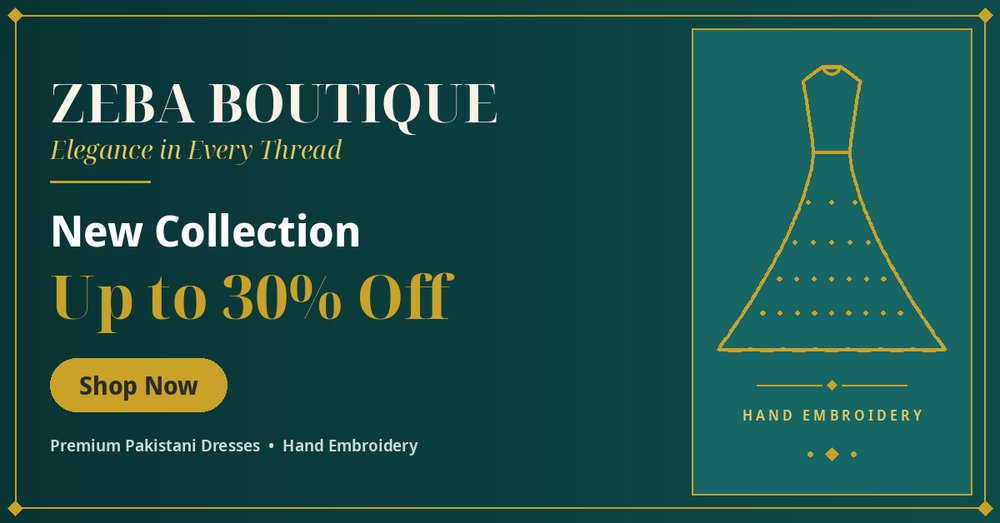 ZEBA BOUTIQUE
Elegance in Every Thread
New Collection
Up to 30% Off
Shop Now
Premium Pakistani Dresses • Hand Embroidery
HAND EMBROIDERY